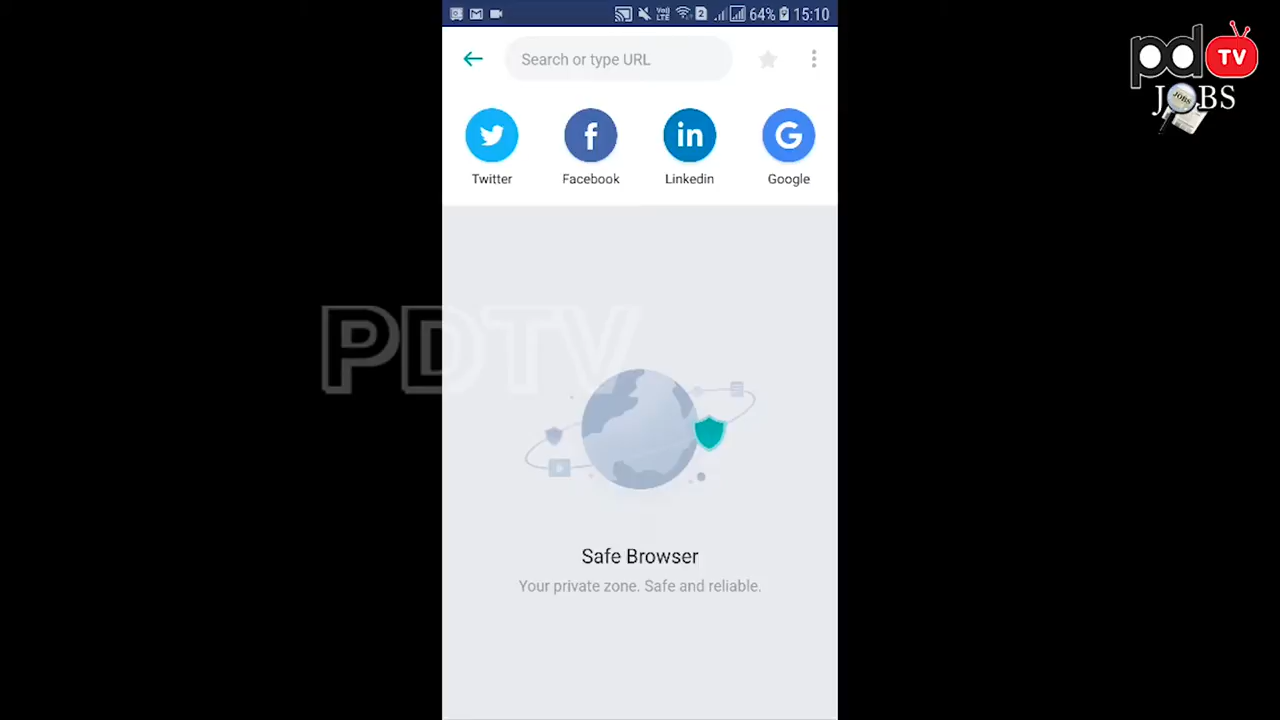 64% 15:10
Search or type URL
Twitter Facebook Linkedin Google
PDTV
Safe Browser
Your private zone. Safe and reliable.
pd TV
JOBS